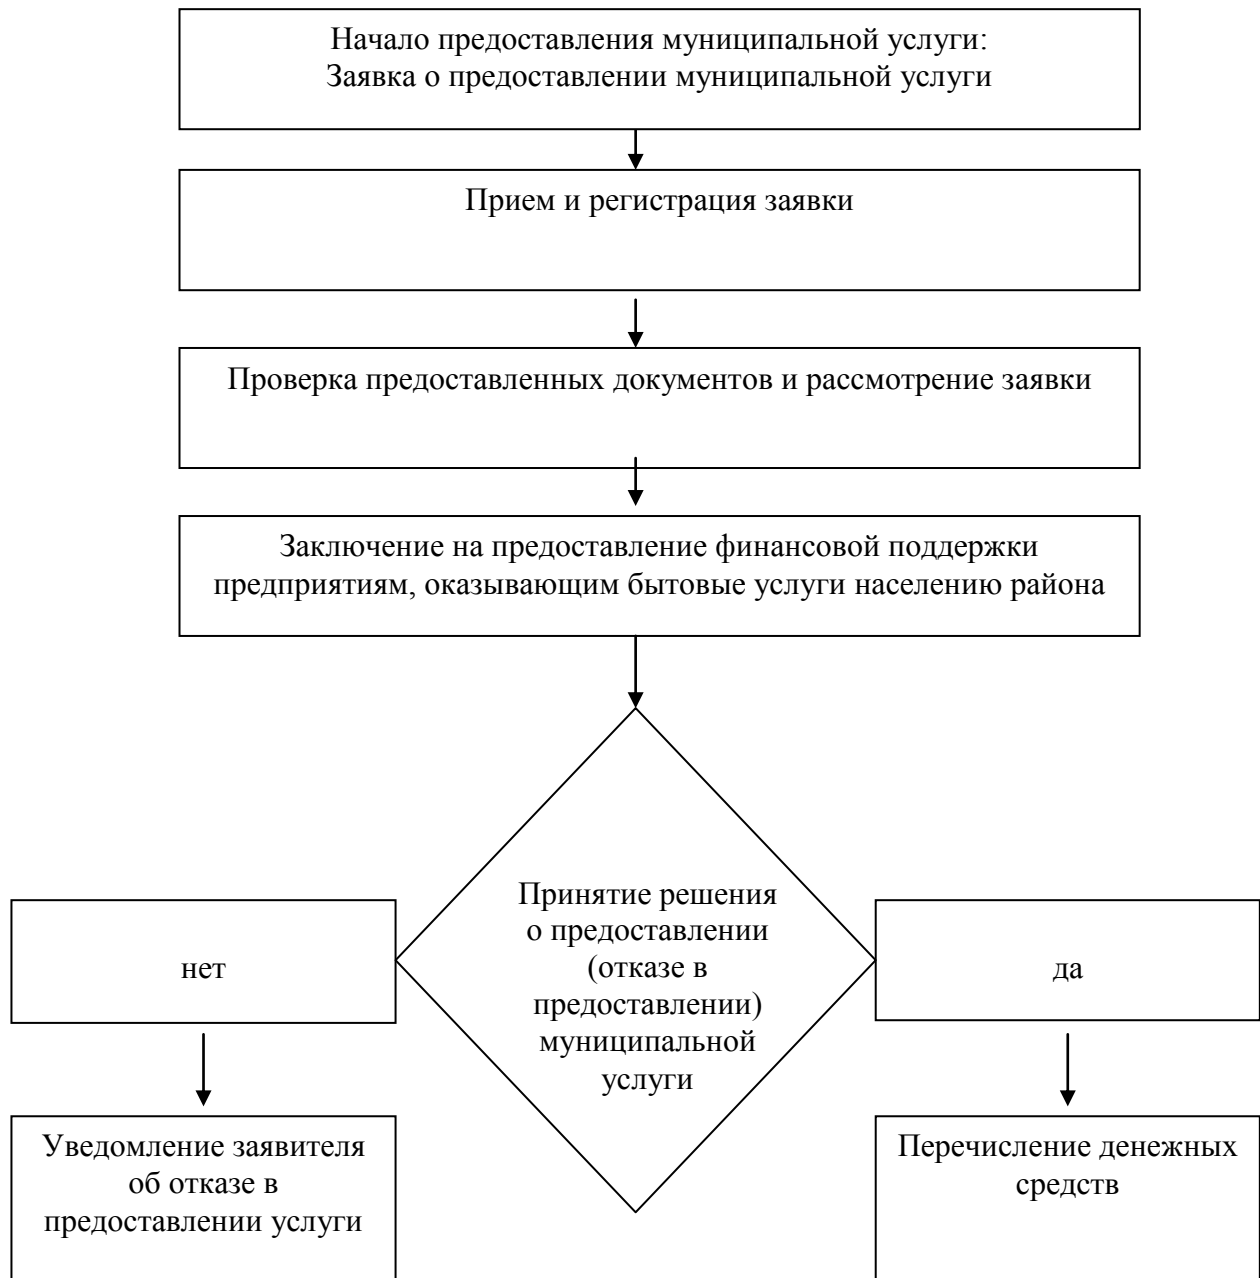 Начало предоставления муниципальной услуги:
Заявка о предоставлении муниципальной услуги
Прием и регистрация заявки
Проверка предоставленных документов и рассмотрение заявки
Заключение на предоставление финансовой поддержки
предприятиям, оказывающим бытовые услуги населению района
Принятие решения
о предоставлении
(отказе в
предоставлении)
муниципальной
услуги
нет
да
Уведомление заявителя
об отказе в
предоставлении услуги
Перечисление денежных
средств